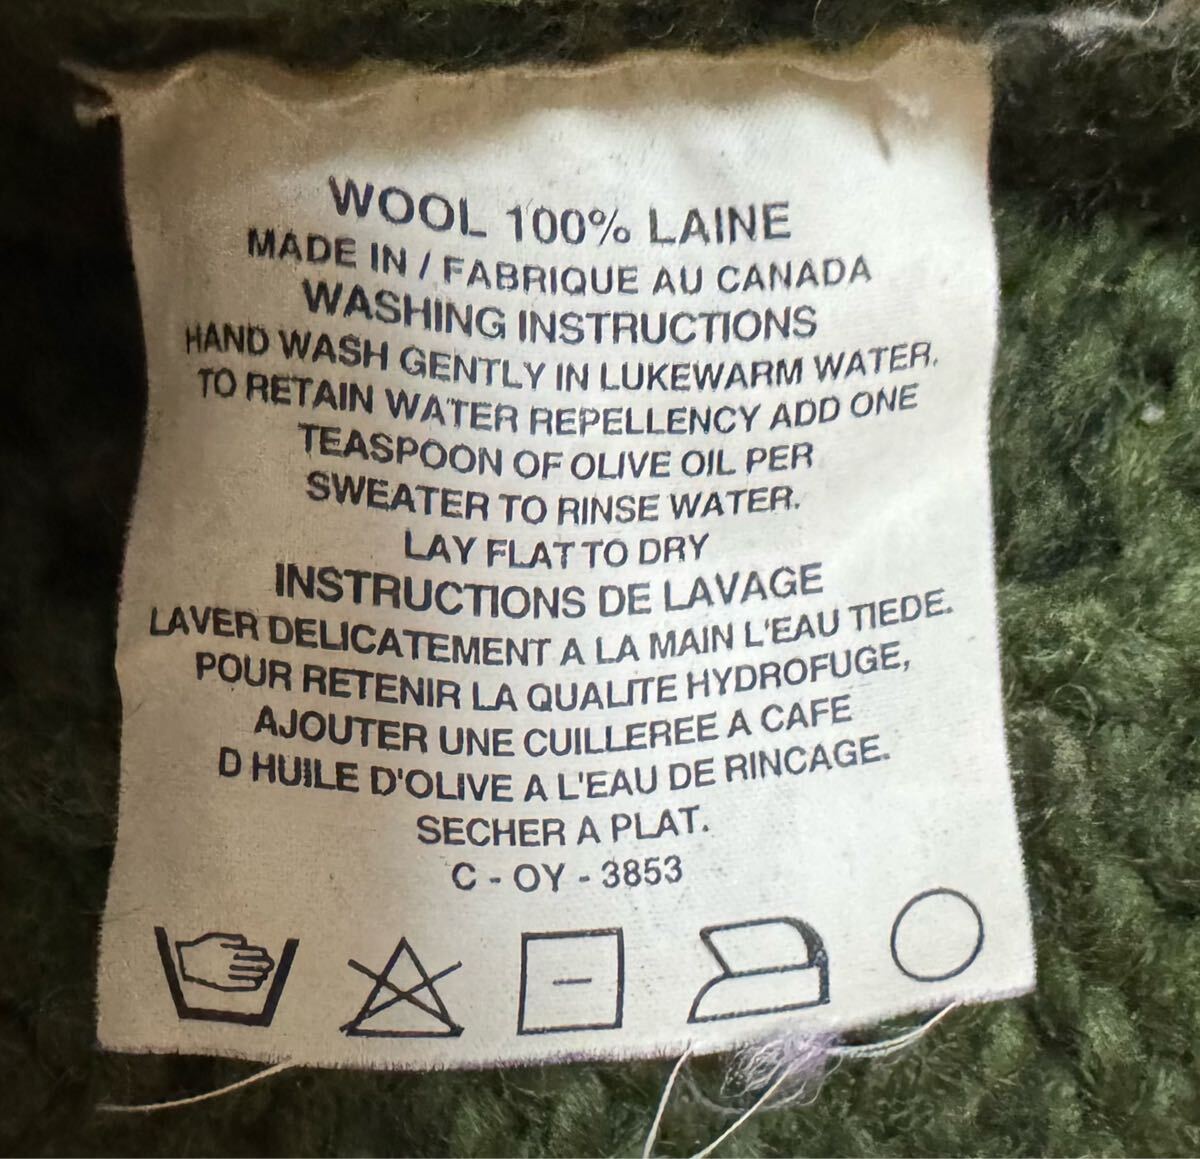 WOOL 100% LAINE
MADE IN / FABRIQUE AU CANADA
WASHING INSTRUCTIONS
HAND WASH GENTLY IN LUKEWARM WATER.
TO RETAIN WATER REPELLENCY ADD ONE
TEASPOON OF OLIVE OIL PER
SWEATER TO RINSE WATER.
LAY FLAT TO DRY
INSTRUCTIONS DE LAVAGE
LAVER DELICATEMENT A LA MAIN L'EAU TIEDE.
POUR RETENIR LA QUALITE HYDROFUGE,
AJOUTER UNE CUILLEREE A CAFE
D HUILE D'OLIVE A L'EAU DE RINCAGE.
SECHER A PLAT.
C - OY - 3853